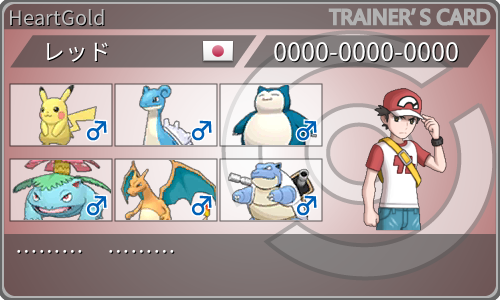 HeartGold
TRAINER'S CARD
レッド
0000-0000-0000
......... .........